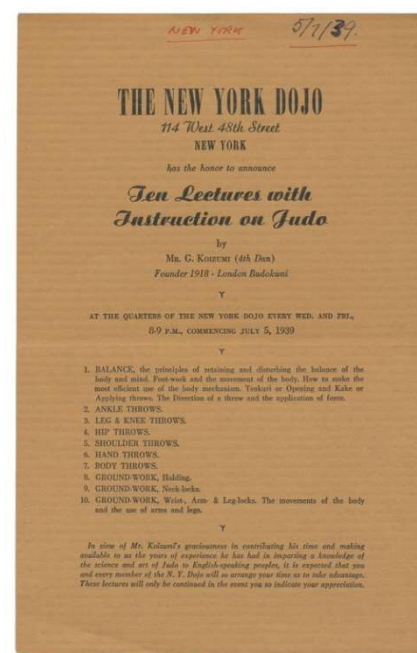 NEW YORK 5/7/39.
THE NEW YORK DOJO
114 West 48th Street
NEW YORK
has the honor to announce
Ten Lectures with
Instruction on Judo
by
MR. G. KOIZUMI (4th Dan)
Founder 1918 - London Budokuai
AT THE QUARTERS OF THE NEW YORK DOJO EVERY WED. AND FRI.,
8-9 P.M., COMMENCING JULY 5, 1939
1. BALANCE, the principles of retaining and disturbing the balance of the
body and mind. Foot-work and the movement of the body. How to make the
most efficient use of the body mechanism. Tsukuri or Opening and Kake or
Applying throws. The Direction of a throw and the application of force.
2. ANKLE THROWS.
3. LEG & KNEE THROWS.
4. HIP THROWS.
5. SHOULDER THROWS.
6. HAND THROWS.
7. BODY THROWS.
8. GROUND-WORK, Holding.
9. GROUND-WORK, Neck-locks.
10. GROUND-WORK, Wrist-, Arm- & Leg-locks. The movements of the body
and the use of arms and legs.
In view of Mr. Koizumi's graciousness in contributing his time and making
available to us the years of experience he has had in imparting a knowledge of
the science and art of Judo to English-speaking peoples, it is expected that you
and every member of the N. Y. Dojo will so arrange your time as to take advantage.
These lectures will only be continued in the event you to indicate your appreciation.